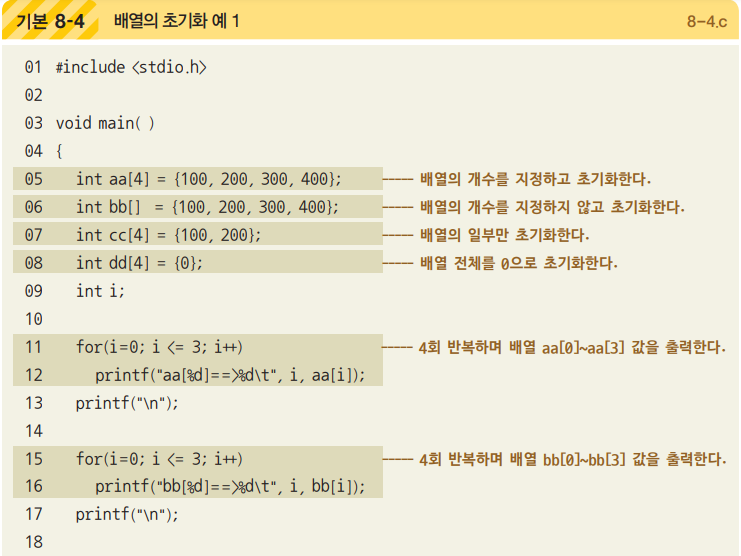 기본 8-4 배열의 초기화 예 1 8-4.c
01 #include <stdio.h>
02
03 void main( )
04 {
05 int aa[4] = {100, 200, 300, 400}; ----- 배열의 개수를 지정하고 초기화한다.
06 int bb[] = {100, 200, 300, 400}; ----- 배열의 개수를 지정하지 않고 초기화한다.
07 int cc[4] = {100, 200}; ----- 배열의 일부만 초기화한다.
08 int dd[4] = {0}; ----- 배열 전체를 0으로 초기화한다.
09 int i;
10
11 for(i=0; i <= 3; i++) ----- 4회 반복하며 배열 aa[0]~aa[3] 값을 출력한다.
12 printf("aa[%d]==>%d\t", i, aa[i]);
13 printf("\n");
14
15 for(i=0; i <= 3; i++) ----- 4회 반복하며 배열 bb[0]~bb[3] 값을 출력한다.
16 printf("bb[%d]==>%d\t", i, bb[i]);
17 printf("\n");
18